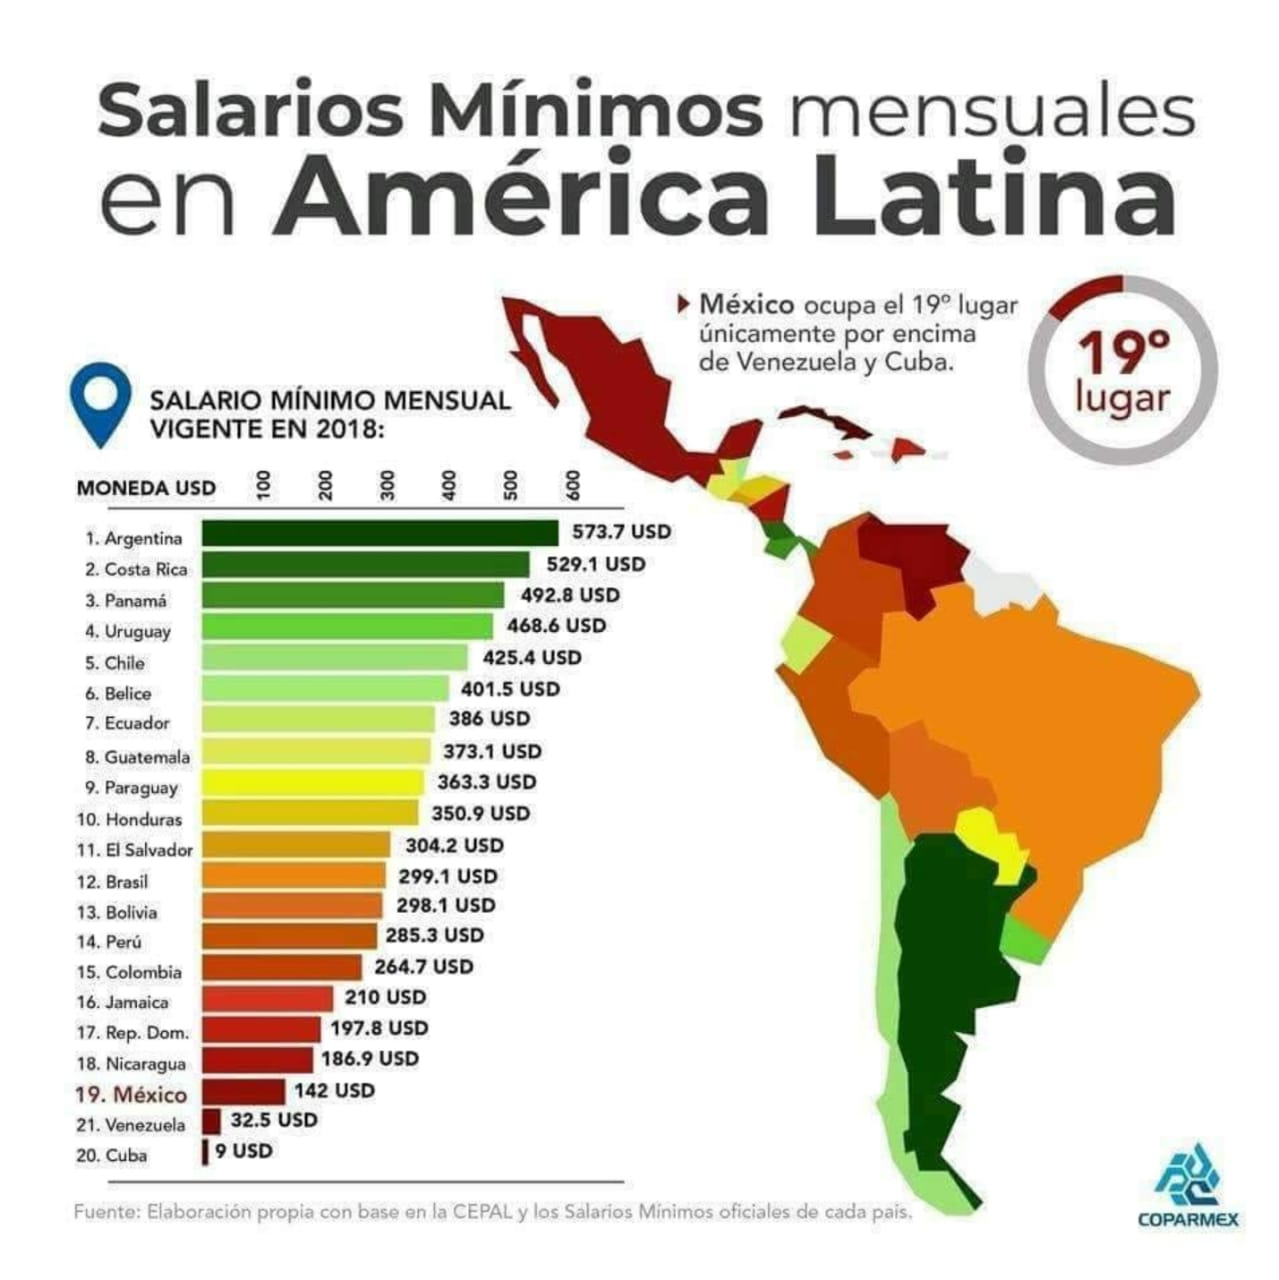 Salarios Mínimos mensuales
en América Latina
México ocupa el 19º lugar
únicamente por encima
de Venezuela y Cuba.
19º
lugar
SALARIO MÍNIMO MENSUAL
VIGENTE EN 2018:
MONEDA USD 100 200 300 400 500 600
1. Argentina 573.7 USD
2. Costa Rica 529.1 USD
3. Panamá 492.8 USD
4. Uruguay 468.6 USD
5. Chile 425.4 USD
6. Belice 401.5 USD
7. Ecuador 386 USD
8. Guatemala 373.1 USD
9. Paraguay 363.3 USD
10. Honduras 350.9 USD
11. El Salvador 304.2 USD
12. Brasil 299.1 USD
13. Bolivia 298.1 USD
14. Perú 285.3 USD
15. Colombia 264.7 USD
16. Jamaica 210 USD
17. Rep. Dom. 197.8 USD
18. Nicaragua 186.9 USD
19. México 142 USD
21. Venezuela 32.5 USD
20. Cuba 9 USD
Fuente: Elaboración propia con base en la CEPAL y los Salarios Mínimos oficiales de cada país.
COPARMEX